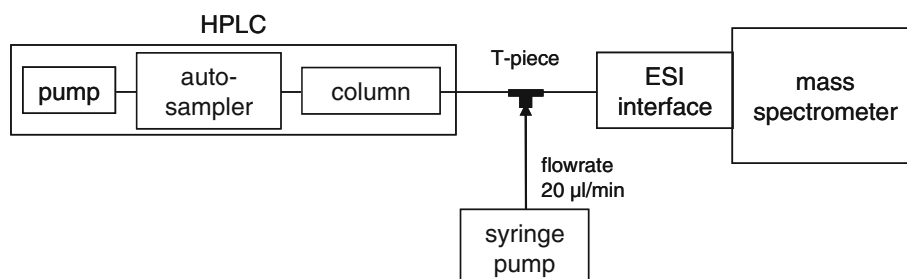 HPLC
pump
auto-
sampler
column
T-piece
ESI
interface
mass
spectrometer
flowrate
20 µl/min
syringe
pump